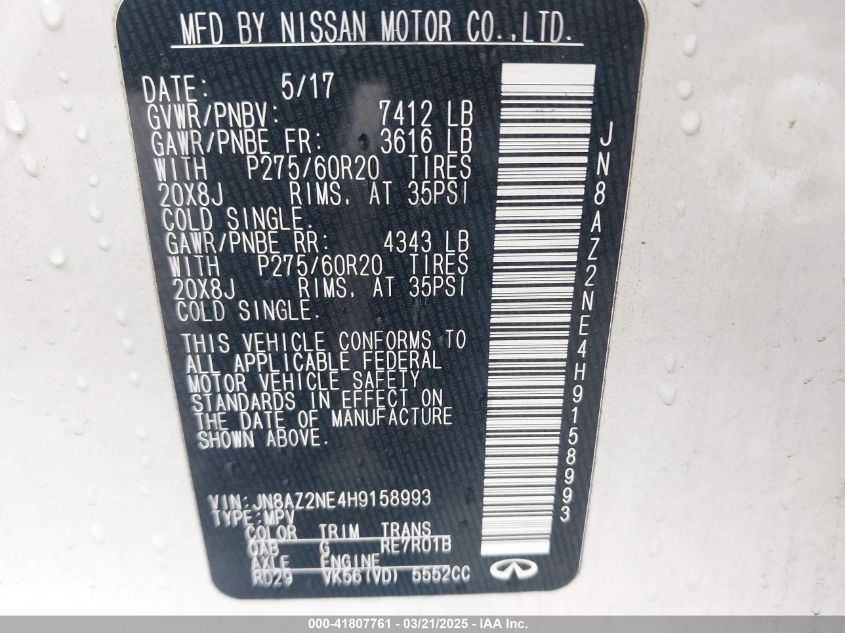 MFD BY NISSAN MOTOR CO.,LTD.
DATE: 5/17
GVWR/PNBV: 7412 LB
GAWR/PNBE FR: 3616 LB
WITH P275/60R20 TIRES
20X8J RIMS. AT 35PSI
COLD SINGLE.
GAWR/PNBE RR: 4343 LB
WITH P275/60R20 TIRES
20X8J RIMS. AT 35PSI
COLD SINGLE.
THIS VEHICLE CONFORMS TO
ALL APPLICABLE FEDERAL
MOTOR VEHICLE SAFETY
STANDARDS IN EFFECT ON
THE DATE OF MANUFACTURE
SHOWN ABOVE.
VIN: JN8AZ2NE4H9158993
TYPE:MPV
COLOR TRIM TRANS
QAB G RE7R01B
AXLE ENGINE
RD29 VK56(VD) 5552CC
JN8AZ2NE4H9158993
000-41807761 - 03/21/2025 - IAA Inc.